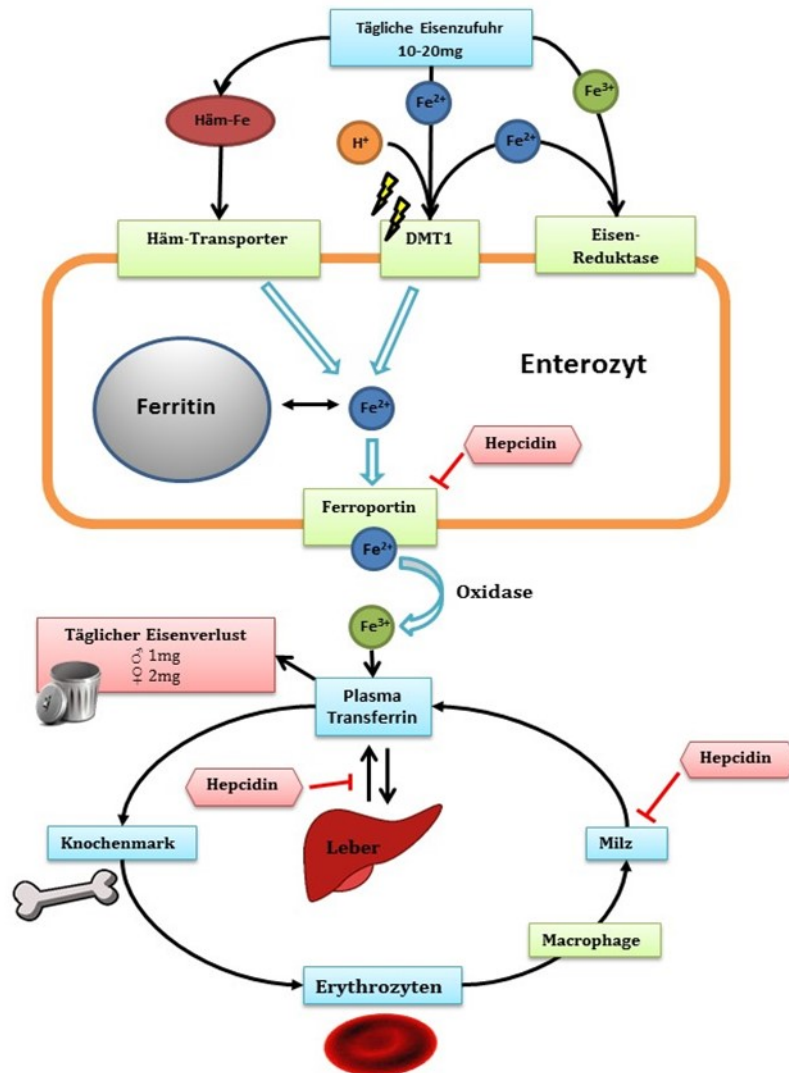 Tägliche Eisenzufuhr
10-20mg
Fe²⁺
Fe³⁺
Häm-Fe
H⁺
Fe²⁺
Häm-Transporter
DMT1
Eisen-
Reduktase
Enterozyt
Ferritin
Fe²⁺
Hepcidin
Ferroportin
Fe²⁺
Oxidase
Fe³⁺
Täglicher Eisenverlust
♂ 1mg
♀ 2mg
Plasma
Transferrin
Hepcidin
Hepcidin
Knochenmark
Leber
Milz
Macrophage
Erythrozyten